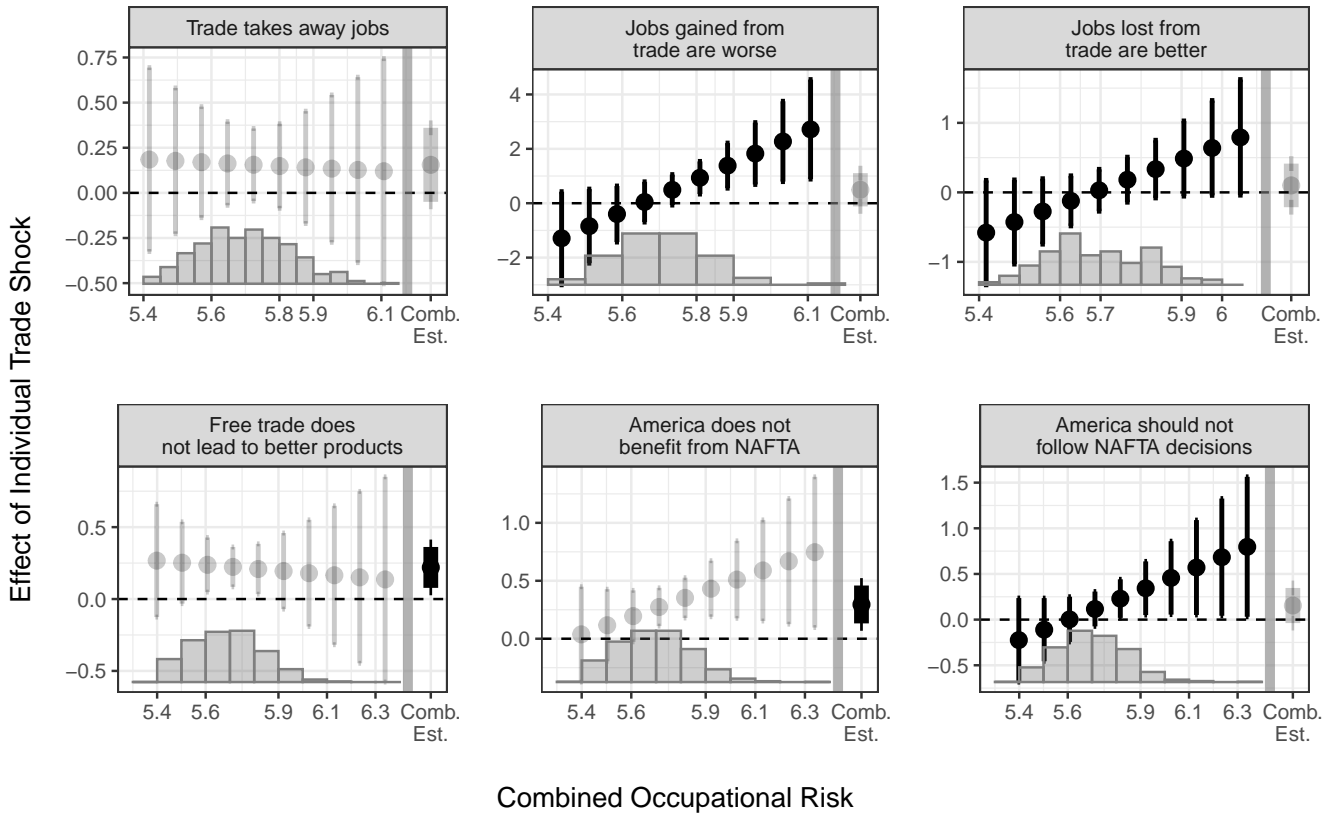 Trade takes away jobs
Jobs gained from
trade are worse
Jobs lost from
trade are better
0.75
0.50
0.25
0.00
−0.25
−0.50
4
2
0
−2
1
0
−1
5.4 5.6 5.8 5.9 6.1 Comb.
Est.
5.4 5.6 5.8 5.9 6.1 Comb.
Est.
5.4 5.6 5.7 5.9 6 Comb.
Est.
Effect of Individual Trade Shock
Free trade does
not lead to better products
America does not
benefit from NAFTA
America should not
follow NAFTA decisions
0.5
0.0
−0.5
1.0
0.5
0.0
1.5
1.0
0.5
0.0
−0.5
5.4 5.6 5.9 6.1 6.3 Comb.
Est.
5.4 5.6 5.9 6.1 6.3 Comb.
Est.
5.4 5.6 5.9 6.1 6.3 Comb.
Est.
Combined Occupational Risk